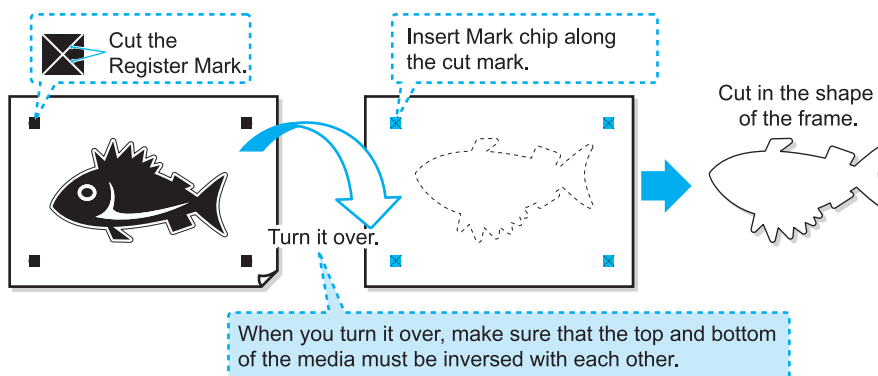 Cut the
Register Mark.
Insert Mark chip along
the cut mark.
Cut in the shape
of the frame.
Turn it over.
When you turn it over, make sure that the top and bottom
of the media must be inversed with each other.